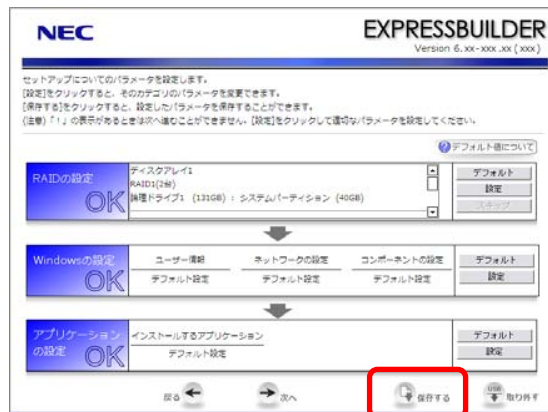 NEC
EXPRESSBUILDER
Version 6.xx-xxx.xx (xxx)
セットアップについてのパラメータを設定します。
[設定]をクリックすると、そのカテゴリのパラメータを変更できます。
[保存する]をクリックすると、設定したパラメータを保存することができます。
(注意)「！」の表示があるときは次へ進むことができません。[設定]をクリックして適切なパラメータを設定してください。
デフォルト値について
RAIDの設定
OK
ディスクアレイ1
RAID1(2台)
論理ドライブ1 (131GB) : システムパーティション (40GB)
デフォルト
設定
スキップ
Windowsの設定
OK
ユーザー情報 ネットワークの設定 コンポーネントの設定
デフォルト設定 デフォルト設定 デフォルト設定
デフォルト
設定
アプリケーション
の設定 OK
インストールするアプリケーション
デフォルト設定
デフォルト
設定
戻る 次へ 保存する USB 取り外す